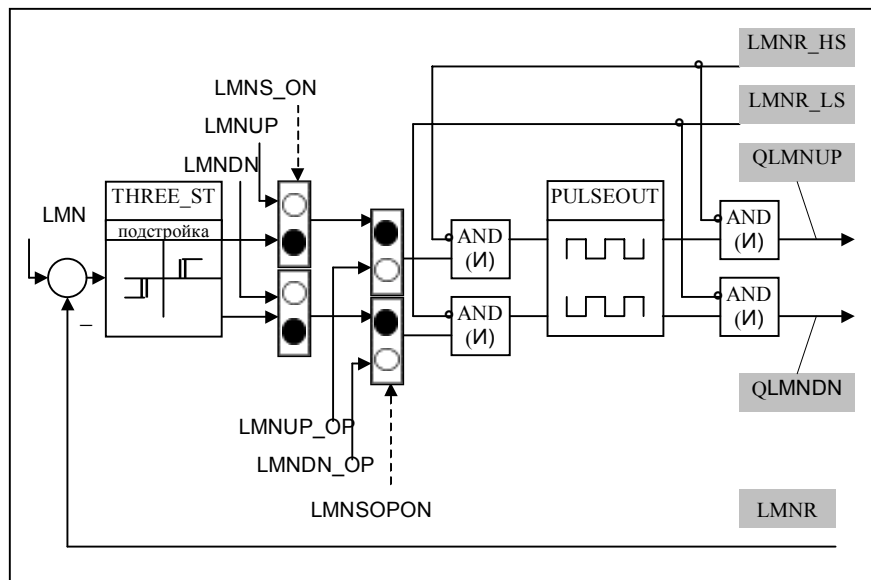 LMNR_HS
LMNS_ON
LMNR_LS
LMNUP
QLMNUP
LMNDN
THREE_ST
PULSEOUT
LMN
подстройка
AND
(И)
AND
(И)
AND
(И)
AND
(И)
–
QLMNDN
LMNUP_OP
LMNDN_OP
LMNSOPON
LMNR